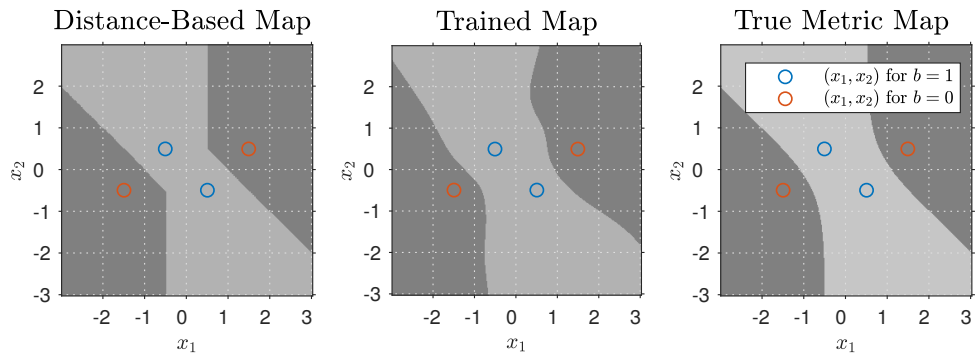 Distance-Based Map
Trained Map
True Metric Map
2
1
0
-1
-2
-3
x₂
-2 -1 0 1 2 3
x₁
2
1
0
-1
-2
-3
x₂
-2 -1 0 1 2 3
x₁
(x₁, x₂) for b = 1
(x₁, x₂) for b = 0
2
1
0
-1
-2
-3
x₂
-2 -1 0 1 2 3
x₁